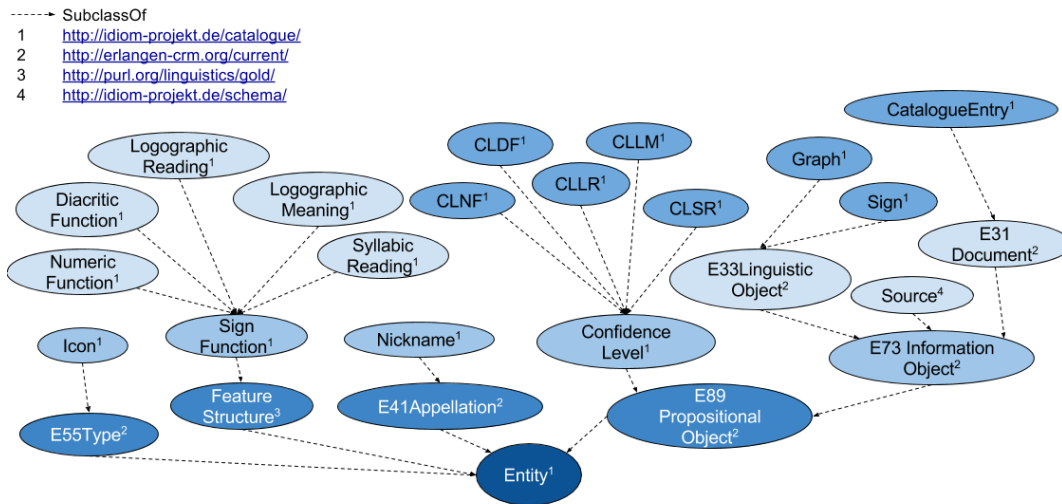 SubclassOf
1 http://idiom-projekt.de/catalogue/
2 http://erlangen-crm.org/current/
3 http://purl.org/linguistics/gold/
4 http://idiom-projekt.de/schema/
CatalogueEntry¹
Logographic
Reading¹
CLDF¹
CLLM¹
Graph¹
Diacritic
Function¹
Logographic
Meaning¹
CLLR¹
CLNF¹
CLSR¹
Sign¹
Numeric
Function¹
Syllabic
Reading¹
E33Linguistic
Object²
E31
Document²
Source⁴
Icon¹
Sign
Function¹
Nickname¹
Confidence
Level¹
E73 Information
Object²
E55Type²
Feature
Structure³
E41Appellation²
E89
Propositional
Object²
Entity¹